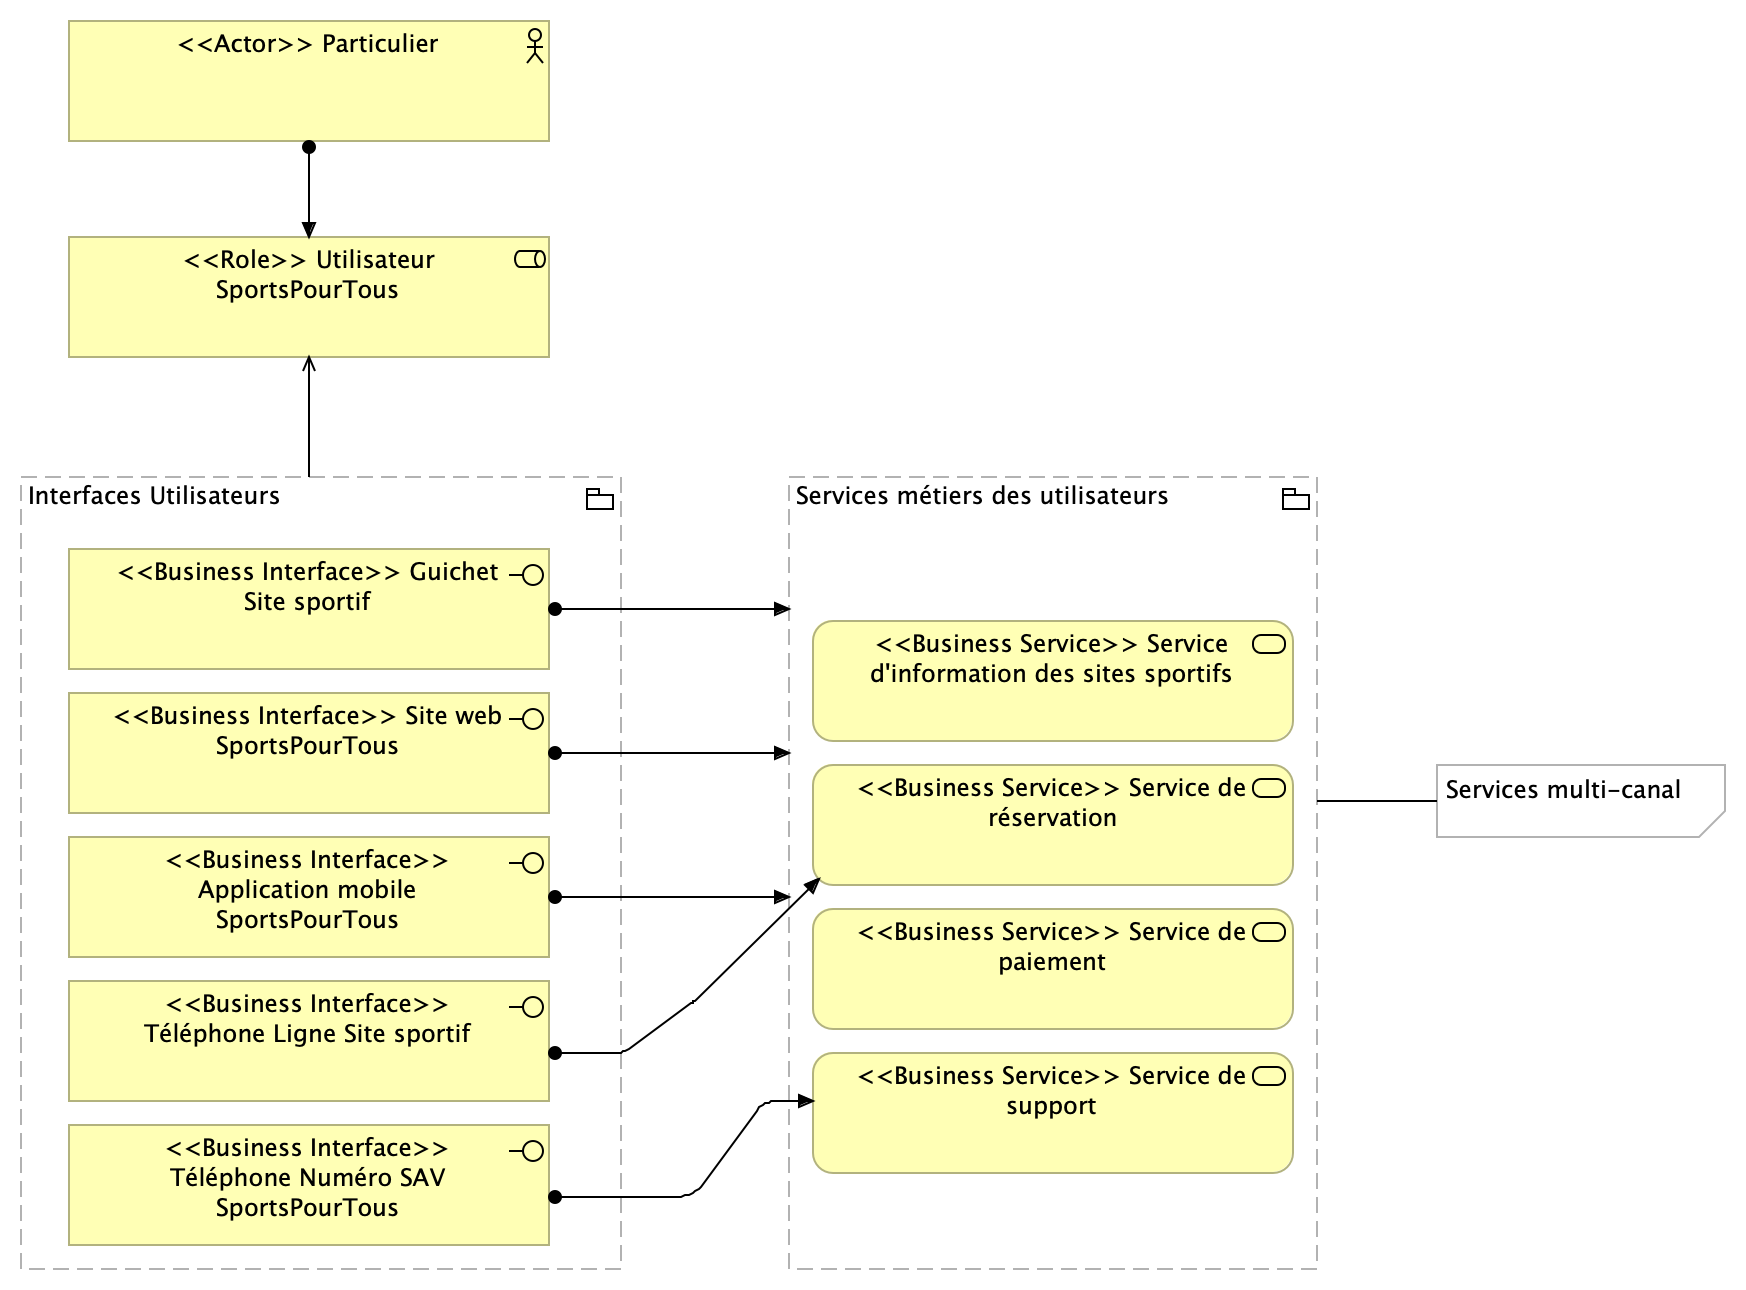 <<Actor>> Particulier
<<Role>> Utilisateur
SportsPourTous
Interfaces Utilisateurs
<<Business Interface>> Guichet
Site sportif
<<Business Interface>> Site web
SportsPourTous
<<Business Interface>>
Application mobile
SportsPourTous
<<Business Interface>>
Téléphone Ligne Site sportif
<<Business Interface>>
Téléphone Numéro SAV
SportsPourTous
Services métiers des utilisateurs
<<Business Service>> Service
d'information des sites sportifs
<<Business Service>> Service de
réservation
<<Business Service>> Service de
paiement
<<Business Service>> Service de
support
Services multi-canal